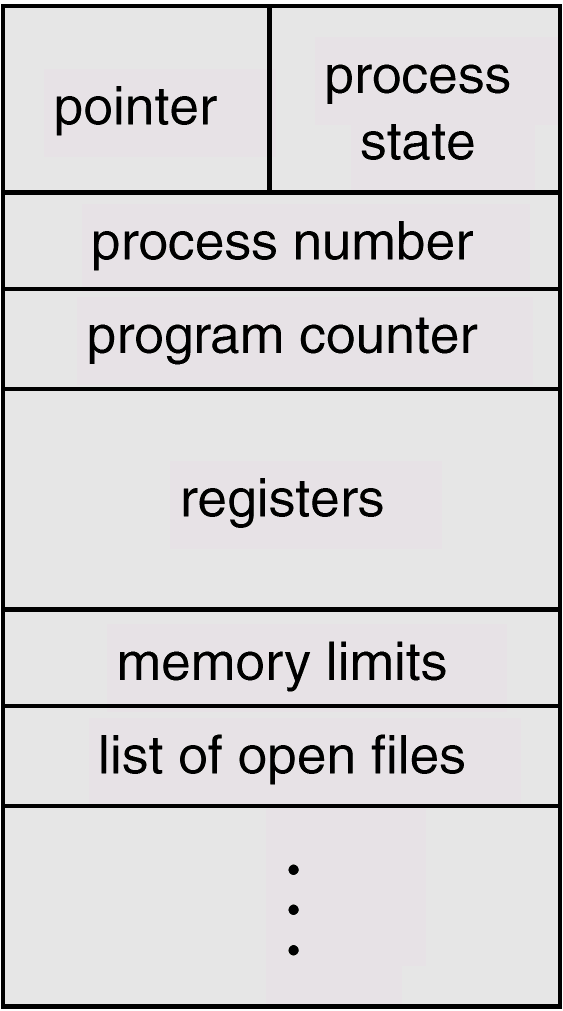 pointer
process
state
process number
program counter
registers
memory limits
list of open files